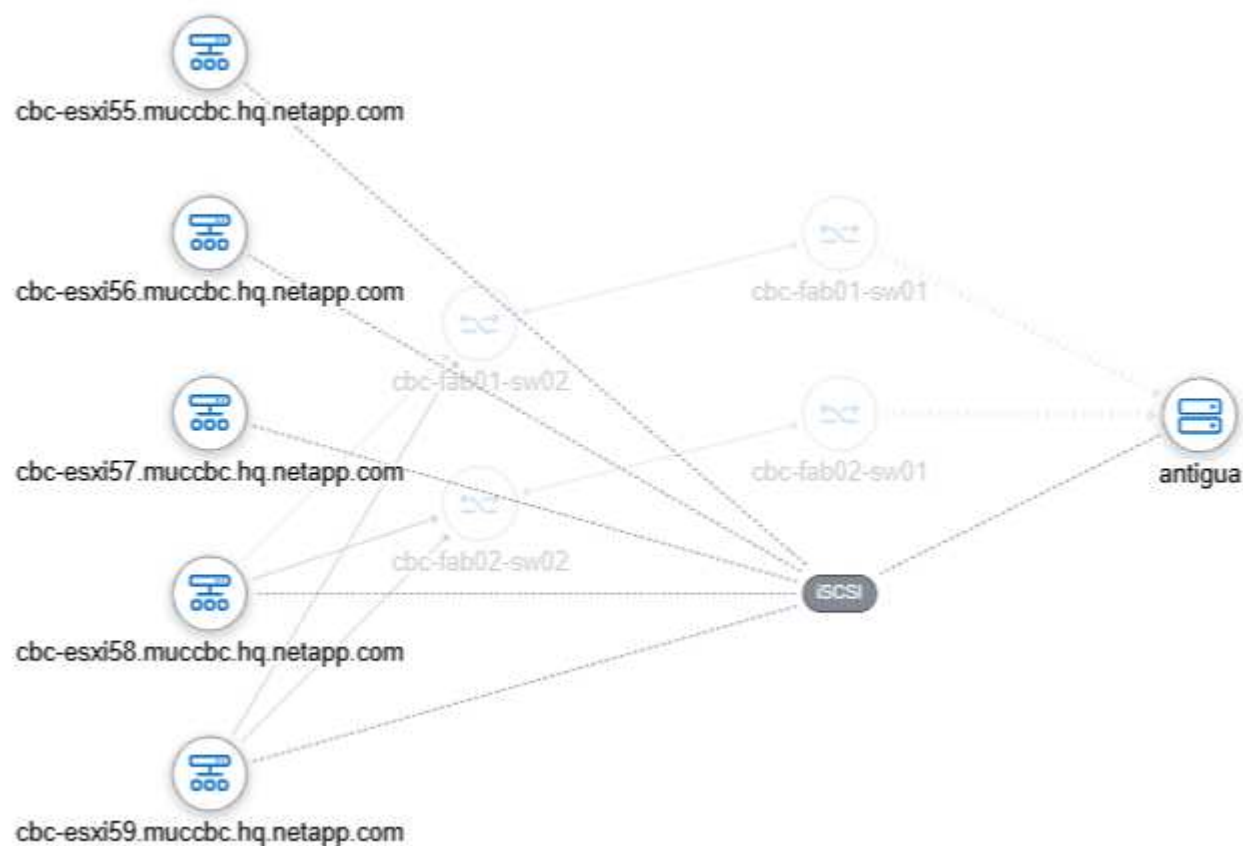 cbc-esxi55.muccbc.hq.netapp.com
cbc-esxi56.muccbc.hq.netapp.com
cbc-fab01-sw01
cbc-fab01-sw02
cbc-esxi57.muccbc.hq.netapp.com
cbc-fab02-sw01
antigua
cbc-fab02-sw02
iSCSI
cbc-esxi58.muccbc.hq.netapp.com
cbc-esxi59.muccbc.hq.netapp.com